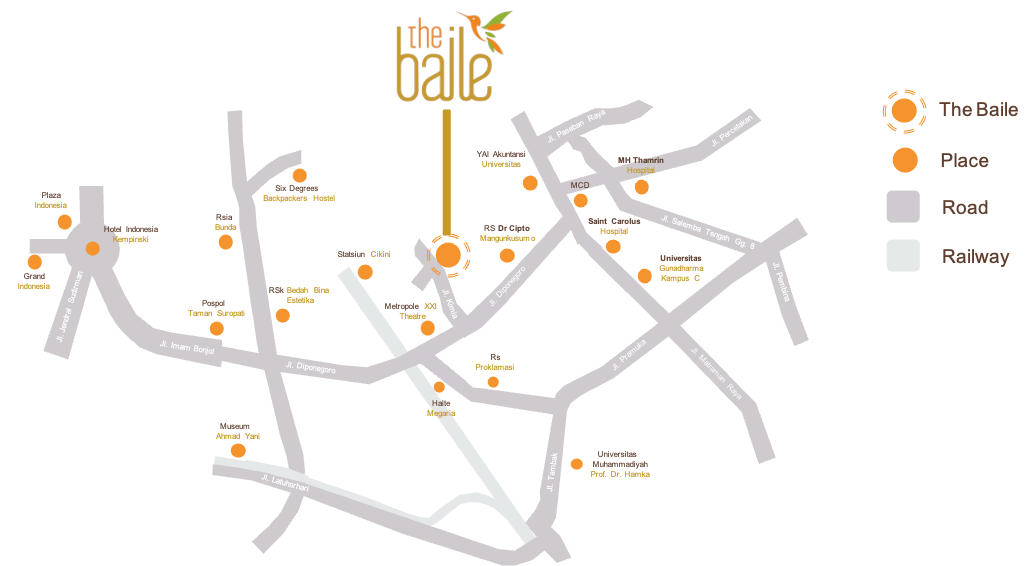 the
baile
The Baile
Place
Road
Railway
Jl. Paseban Raya
Jl. Percetakan
YAI Akuntansi
Universitas
MH Thamrin
Hospital
MCD
Six Degrees
Backpackers Hostel
Plaza
Indonesia
Hotel Indonesia
Kempinski
Rsia
Bunda
Saint Carolus
Hospital
Jl. Salemba Tengah Gg. 8
RS Dr Cipto
Mangunkusumo
Statsiun Cikini
Grand
Indonesia
Universitas
Gunadharma
Kampus C
Jl. Pembina
Jl. Jendral Sudirman
RSk Bedah Bina
Estetika
Jl. Kimia
Jl. Diponegoro
Pospol
Taman Suropati
Metropole XXI
Theatre
Jl. Imam Bonjol
Jl. Diponegoro
Rs
Proklamasi
Jl. Pramuka
Jl. Matraman Raya
Halte
Megaria
Museum
Ahmad Yani
Jl. Latuharhari
Jl. Tambak
Universitas
Muhammadiyah
Prof. Dr. Hamka